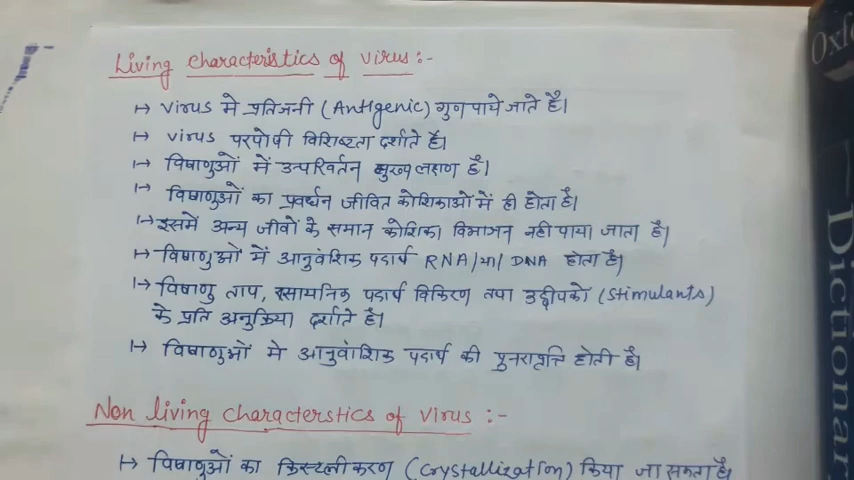 Living characteristics of virus:-
↦ virus मे प्रतिजनी (Antigenic) गुण पाये जाते है।
↦ virus परपोषी विशिष्टता दर्शाते है।
↦ विषाणुओं में उत्परिवर्तन मुख्य लक्षण है।
↦ विषाणुओं का प्रवर्धन जीवित कोशिकाओं में ही होता है।
↦ इसमें अन्य जीवों के समान कोशिका विभाजन नही पाया जाता है।
↦ विषाणुओं में आनुवंशिक पदार्थ RNA/या/ DNA होता है।
↦ विषाणु ताप, रसायनिक पदार्थ विकिरण तथा उद्दीपको (stimulants)
के प्रति अनुक्रिया दर्शाते है।
↦ विषाणुओं मे आनुवांशिक पदार्थ की पुनरावृत्ति होती है।
Non living characterstics of virus :-
↦ विषाणुओं का क्रिस्टलीकरण (crystallization) किया जा सकता है।
Oxfo
Dictionar